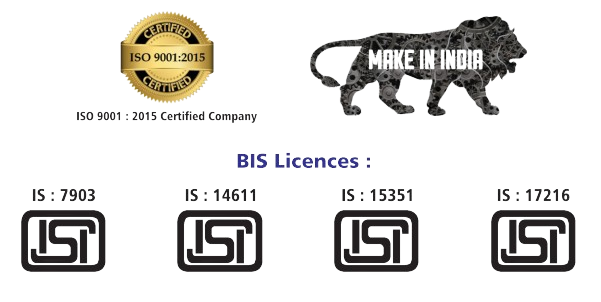 CERTIFIED
ISO 9001:2015
CERTIFIED
ISO 9001 : 2015 Certified Company
MAKE IN INDIA
BIS Licences :
IS : 7903
IS : 14611
IS : 15351
IS : 17216
ISI
ISI
ISI
ISI